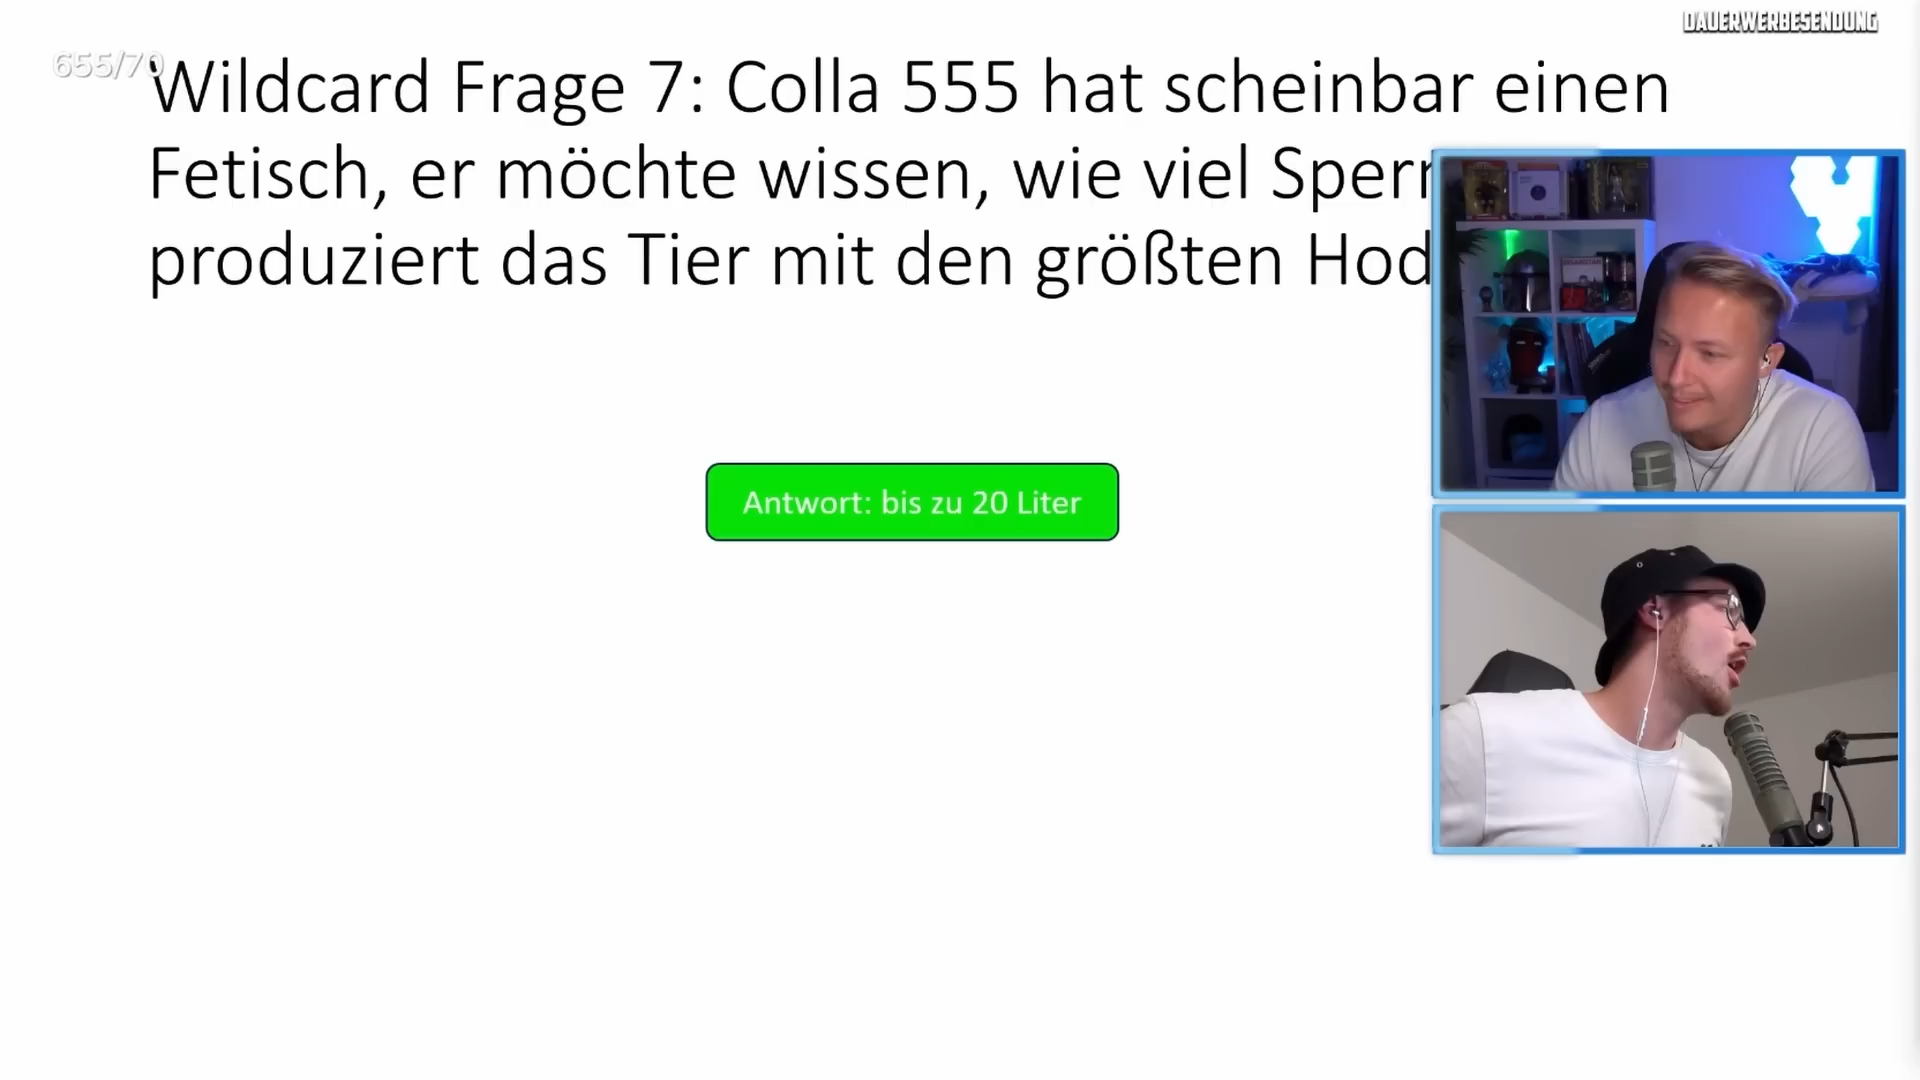 DAUERWERBESENDUNG
655/70
Wildcard Frage 7: Colla 555 hat scheinbar einen
Fetisch, er möchte wissen, wie viel
produziert das Tier mit den größten
Antwort: bis zu 20 Liter